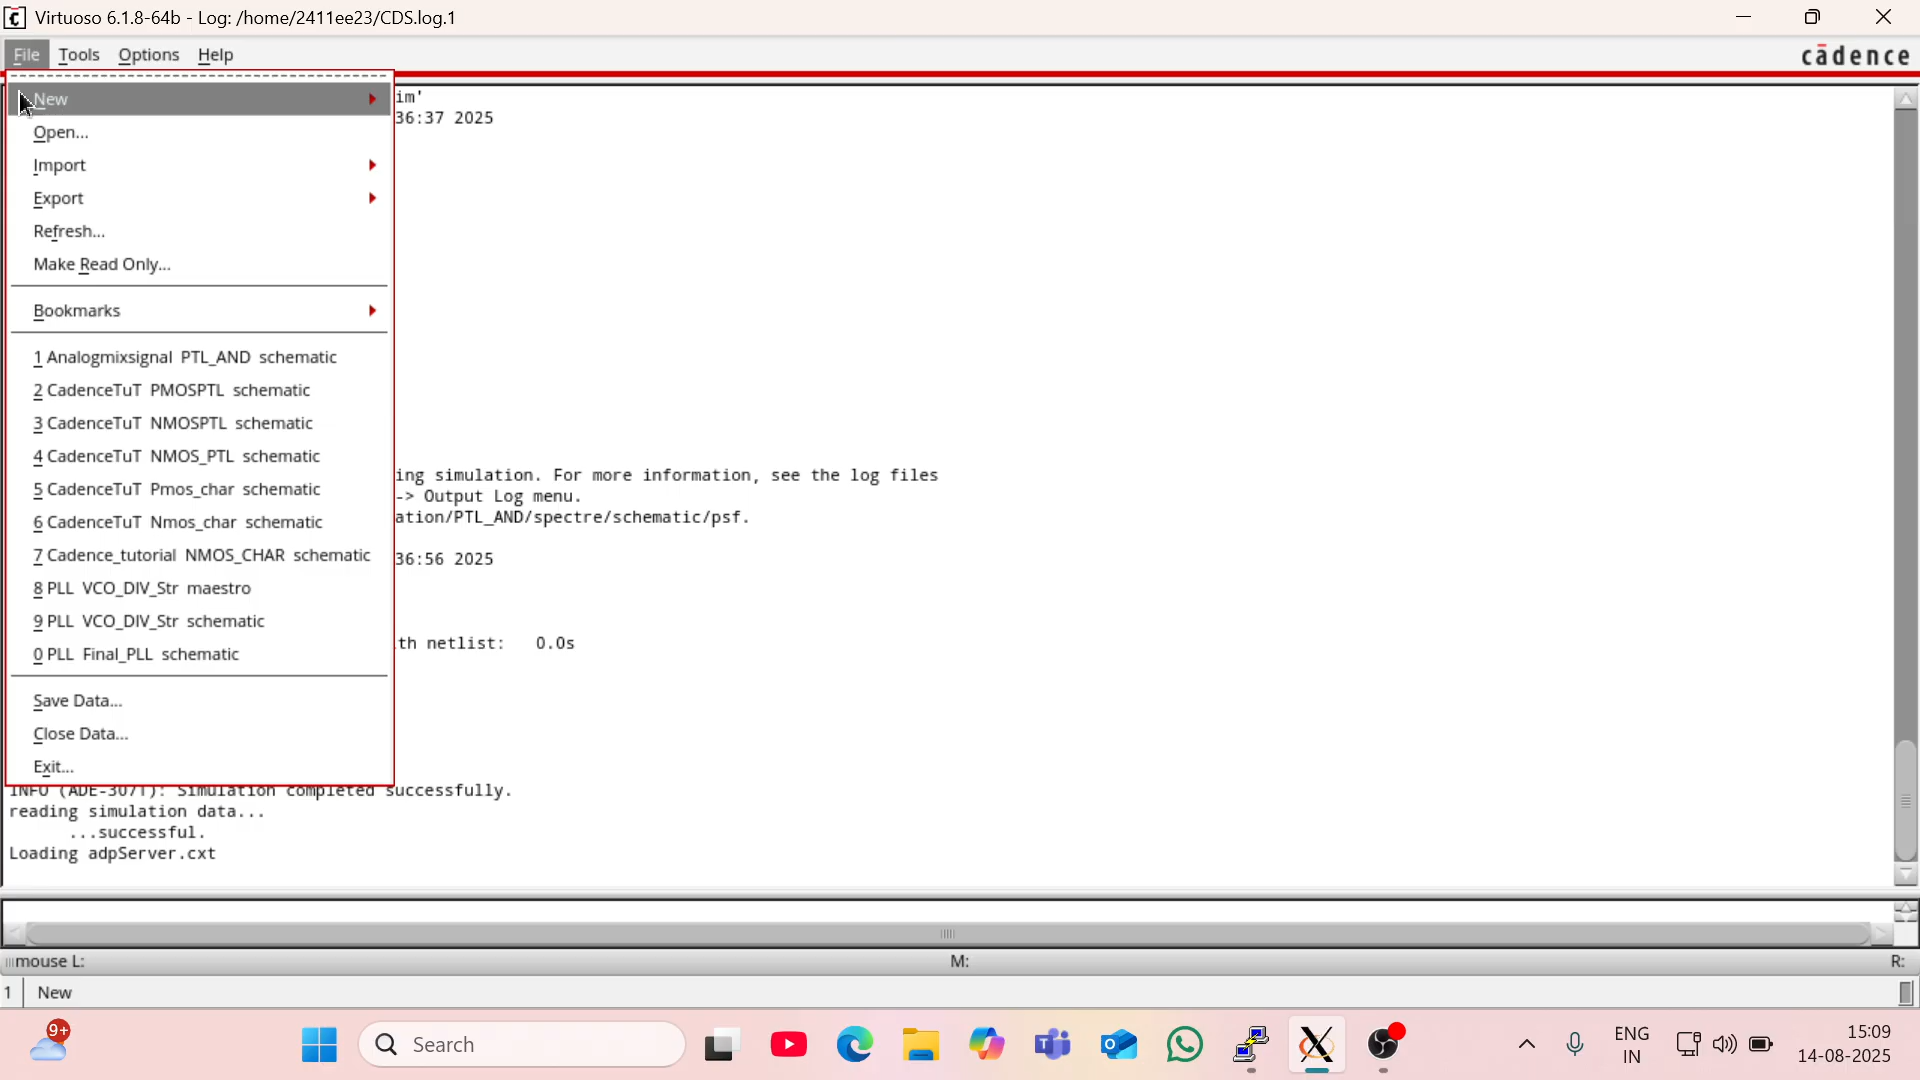 Virtuoso 6.1.8-64b - Log: /home/2411ee23/CDS.log.1
File Tools Options Help
cādence
New
Open...
Import
Export
Refresh...
Make Read Only...
Bookmarks
1 Analogmixsignal PTL_AND schematic
2 CadenceTuT PMOSPTL schematic
3 CadenceTuT NMOSPTL schematic
4 CadenceTuT NMOS_PTL schematic
5 CadenceTuT Pmos_char schematic
6 CadenceTuT Nmos_char schematic
7 Cadence_tutorial NMOS_CHAR schematic
8 PLL VCO_DIV_Str maestro
9 PLL VCO_DIV_Str schematic
0 PLL Final_PLL schematic
Save Data...
Close Data...
Exit...
im'
36:37 2025
ing simulation. For more information, see the log files
-> Output Log menu.
ation/PTL_AND/spectre/schematic/psf.
36:56 2025
th netlist: 0.0s
INFO (ADE-3071): Simulation completed successfully.
reading simulation data...
...successful.
Loading adpServer.cxt
mouse L: M: R:
1 New
9+
Search
ENG
IN
15:09
14-08-2025